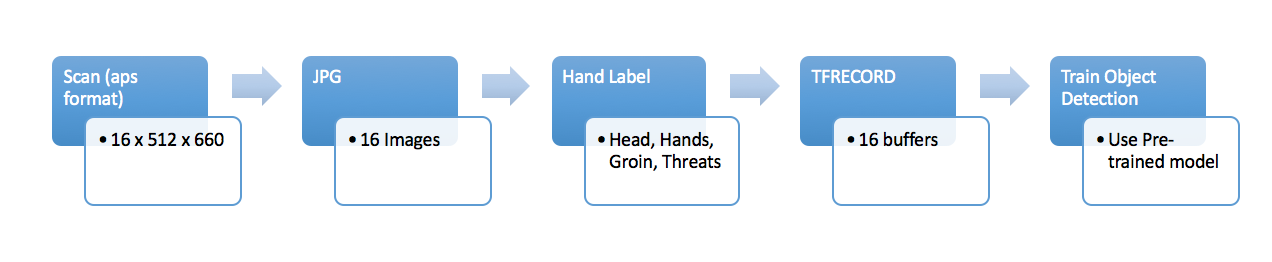 Scan (aps
format)
• 16 x 512 x 660
JPG
• 16 Images
Hand Label
• Head, Hands,
Groin, Threats
TFRECORD
• 16 buffers
Train Object
Detection
• Use Pre-
trained model